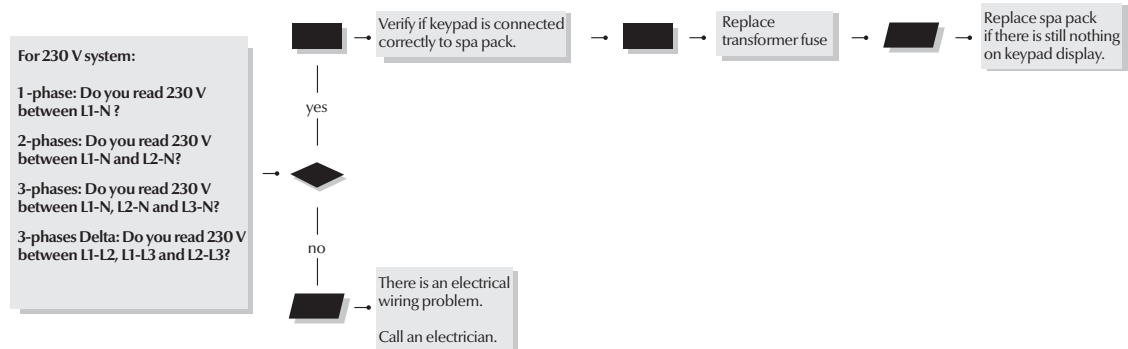 For 230 V system:
1-phase: Do you read 230 V
between L1-N ?
2-phases: Do you read 230 V
between L1-N and L2-N?
3-phases: Do you read 230 V
between L1-N, L2-N and L3-N?
3-phases Delta: Do you read 230 V
between L1-L2, L1-L3 and L2-L3?
yes
no
Verify if keypad is connected
correctly to spa pack.
Replace
transformer fuse
Replace spa pack
if there is still nothing
on keypad display.
There is an electrical
wiring problem.
Call an electrician.